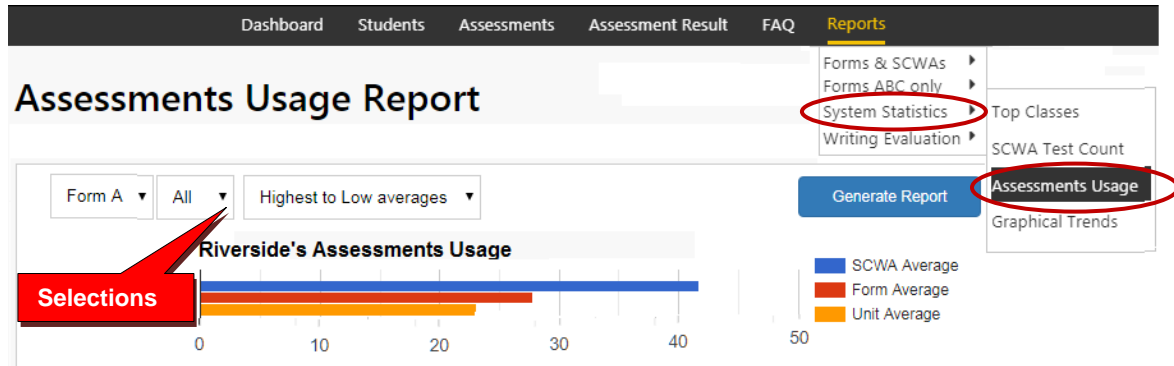 Dashboard Students Assessments Assessment Result FAQ Reports
Forms & SCWAs
Forms ABC only
System Statistics
Writing Evaluation
Top Classes
SCWA Test Count
Assessments Usage
Graphical Trends
Assessments Usage Report
Form A All Highest to Low averages Generate Report
Selections
Riverside's Assessments Usage
SCWA Average
Form Average
Unit Average
0 10 20 30 40 50